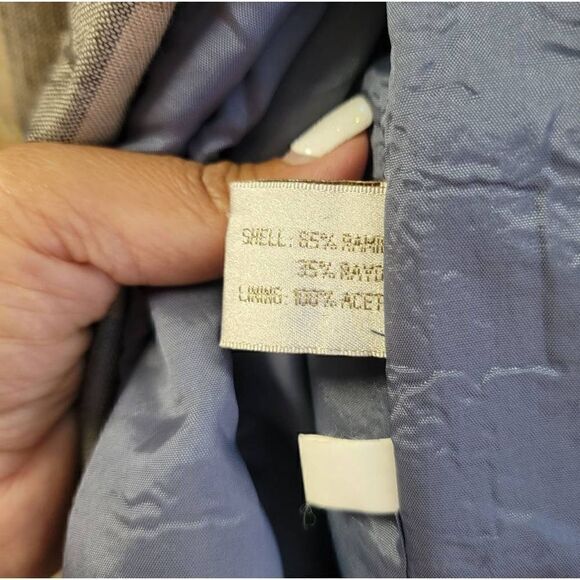 SHELL: 65% RAMI
35% RAYO
LINING: 100% ACET